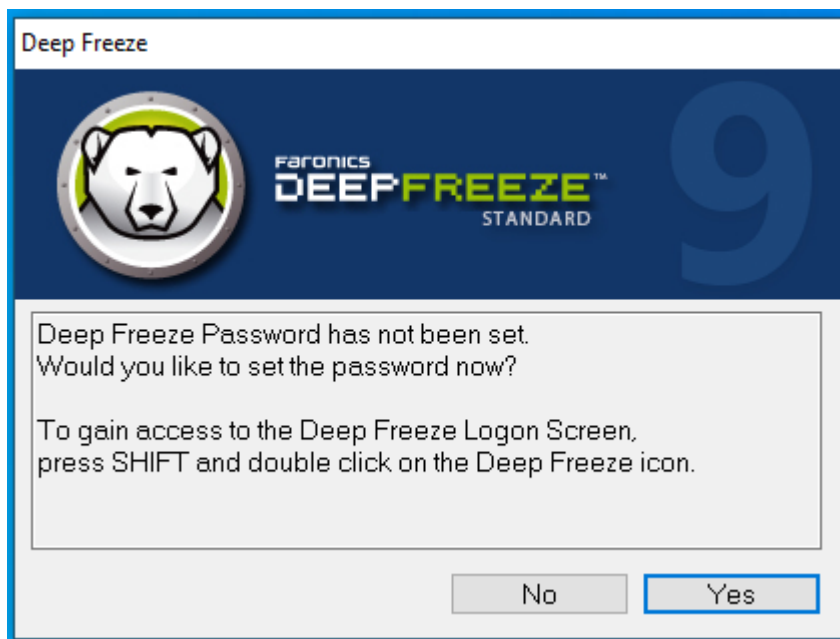 Deep Freeze
9
FARONICS
DEEPFREEZE™
STANDARD
Deep Freeze Password has not been set.
Would you like to set the password now?
To gain access to the Deep Freeze Logon Screen,
press SHIFT and double click on the Deep Freeze icon.
No
Yes